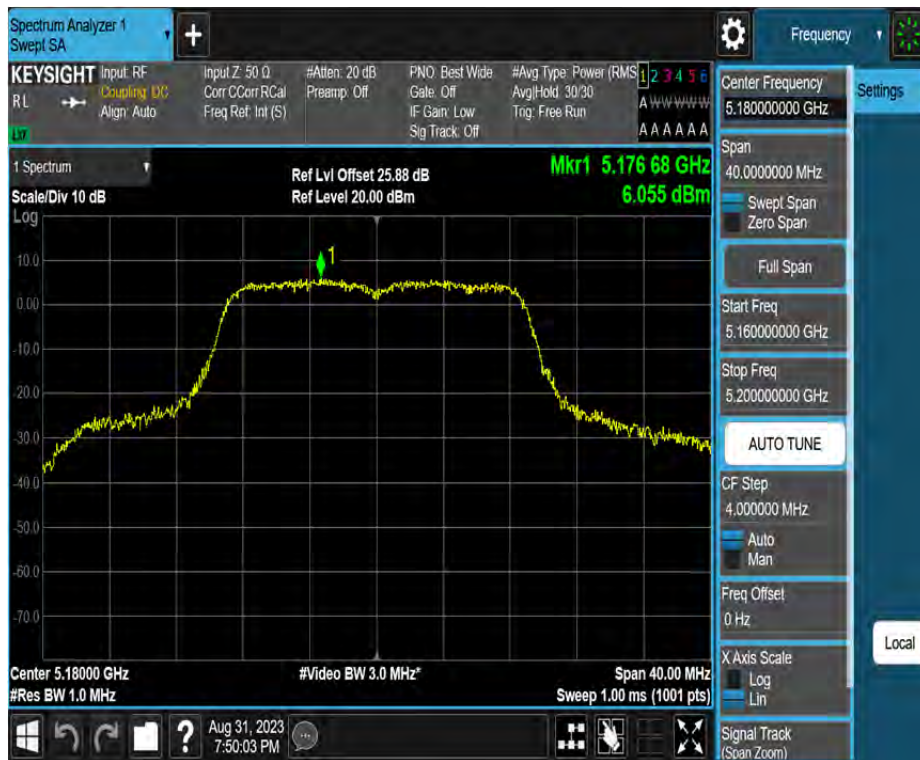 Spectrum Analyzer 1
Swept SA
+
Frequency
KEYSIGHT
RL
LXI
Input: RF
Coupling: DC
Align: Auto
Input Z: 50 Ω
Corr CCorr RCal
Freq Ref: Int (S)
#Atten: 20 dB
Preamp: Off
PNO: Best Wide
Gate: Off
IF Gain: Low
Sig Track: Off
#Avg Type: Power (RMS
Avg|Hold: 30/30
Trig: Free Run
1 2 3 4 5 6
A W W W W W
A A A A A A
1 Spectrum
Scale/Div 10 dB
Log
Ref Lvl Offset 25.88 dB
Ref Level 20.00 dBm
Mkr1 5.176 68 GHz
6.055 dBm
1
10.0
0.00
-10.0
-20.0
-30.0
-40.0
-50.0
-60.0
-70.0
Center 5.18000 GHz
#Res BW 1.0 MHz
#Video BW 3.0 MHz*
Span 40.00 MHz
Sweep 1.00 ms (1001 pts)
?
Aug 31, 2023
7:50:03 PM
Center Frequency
5.180000000 GHz
Span
40.0000000 MHz
Swept Span
Zero Span
Full Span
Start Freq
5.160000000 GHz
Stop Freq
5.200000000 GHz
AUTO TUNE
CF Step
4.000000 MHz
Auto
Man
Freq Offset
0 Hz
X Axis Scale
Log
Lin
Signal Track
(Span Zoom)
Settings
Local